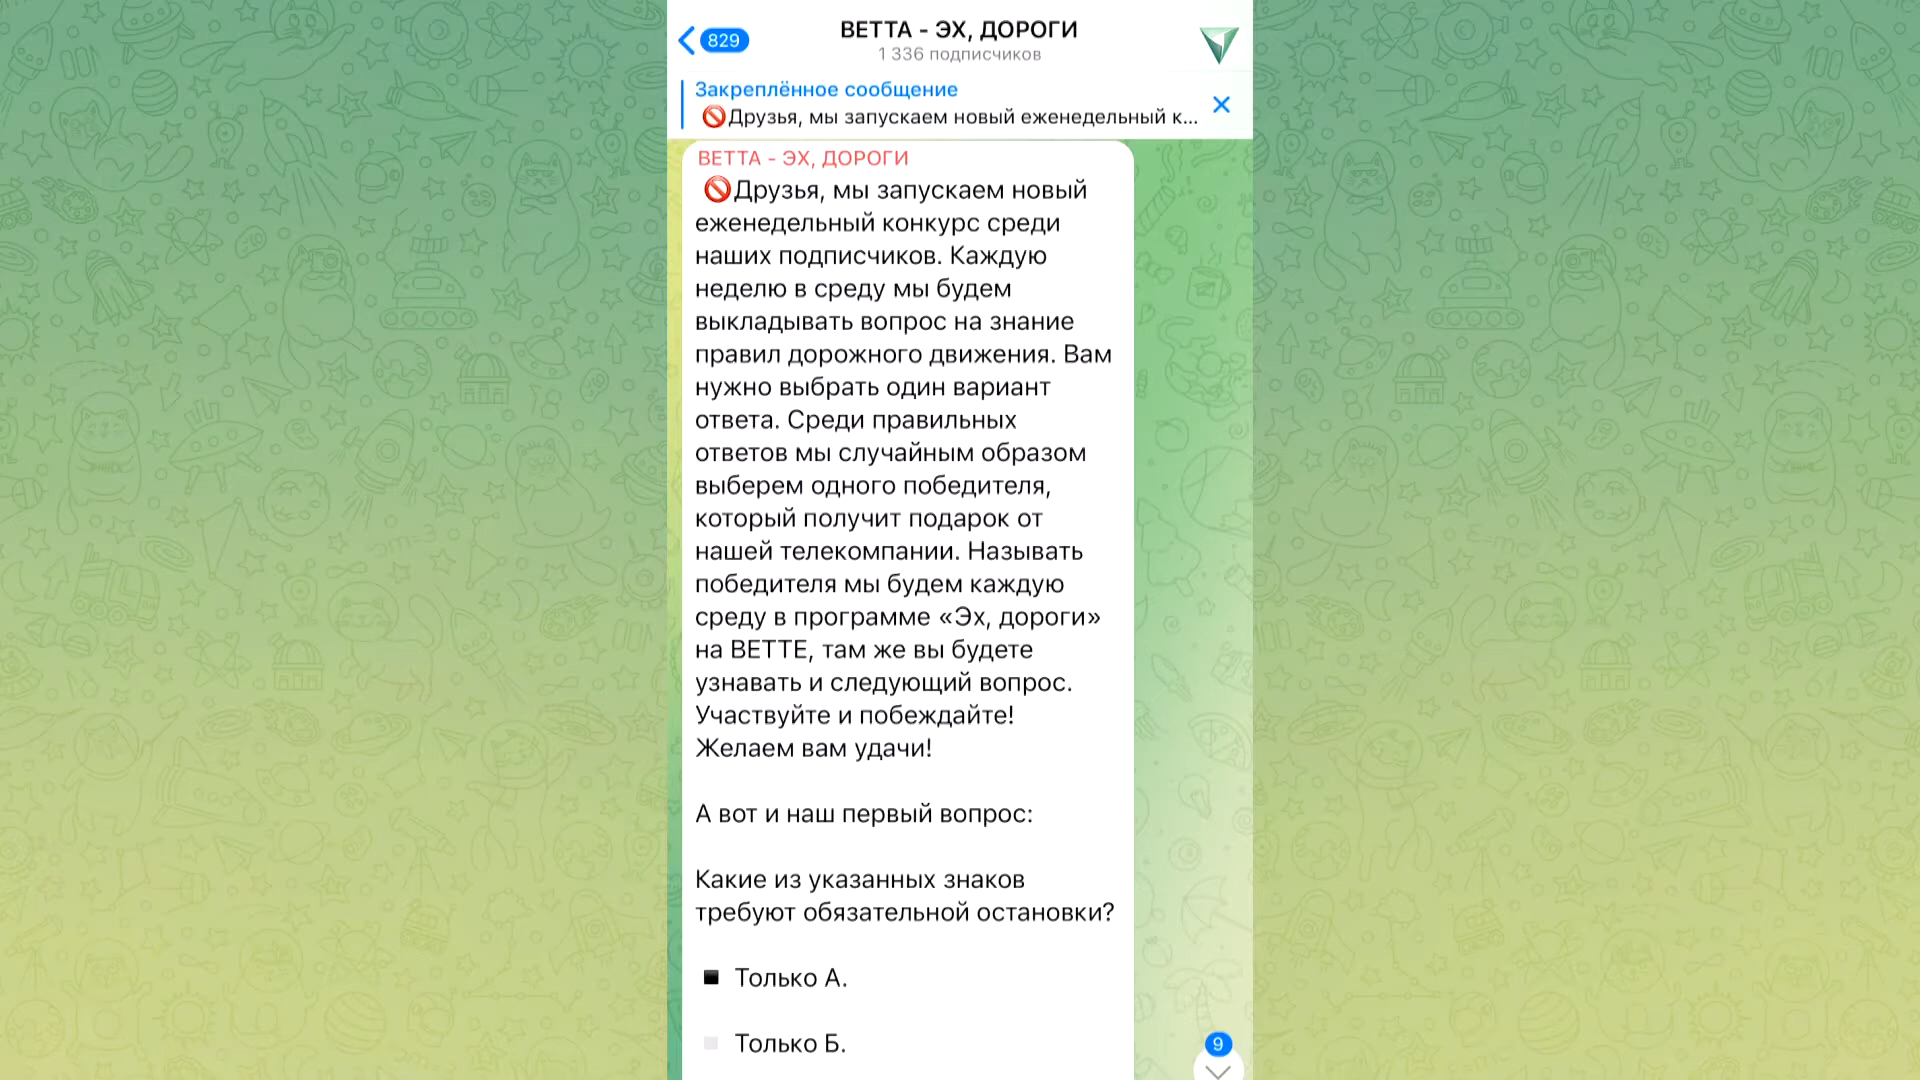 829
ВЕТТА - ЭХ, ДОРОГИ
1 336 подписчиков
Закреплённое сообщение
🚫Друзья, мы запускаем новый еженедельный к...
ВЕТТА - ЭХ, ДОРОГИ
🚫Друзья, мы запускаем новый
еженедельный конкурс среди
наших подписчиков. Каждую
неделю в среду мы будем
выкладывать вопрос на знание
правил дорожного движения. Вам
нужно выбрать один вариант
ответа. Среди правильных
ответов мы случайным образом
выберем одного победителя,
который получит подарок от
нашей телекомпании. Называть
победителя мы будем каждую
среду в программе «Эх, дороги»
на ВЕТТЕ, там же вы будете
узнавать и следующий вопрос.
Участвуйте и побеждайте!
Желаем вам удачи!
А вот и наш первый вопрос:
Какие из указанных знаков
требуют обязательной остановки?
▪️ Только А.
▫️ Только Б.
9